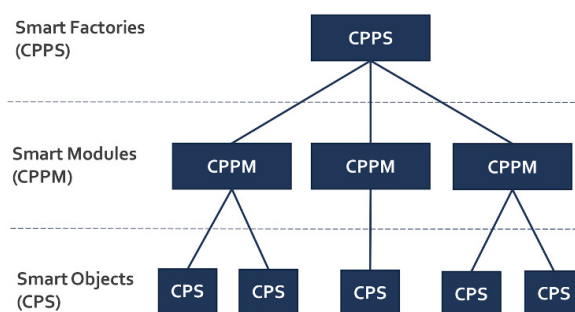 Smart Factories
(CPPS)
CPPS
Smart Modules
(CPPM)
CPPM CPPM CPPM
Smart Objects
(CPS)
CPS CPS CPS CPS CPS